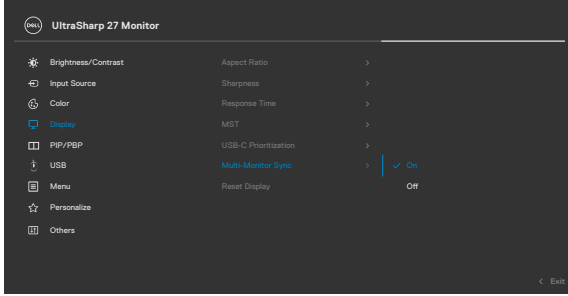 DELL UltraSharp 27 Monitor
Brightness/Contrast Aspect Ratio >
Input Source Sharpness >
Color Response Time >
Display MST >
PIP/PBP USB-C Prioritization >
USB Multi-Monitor Sync > ✓ On
Menu Reset Display Off
Personalize
Others
< Exit